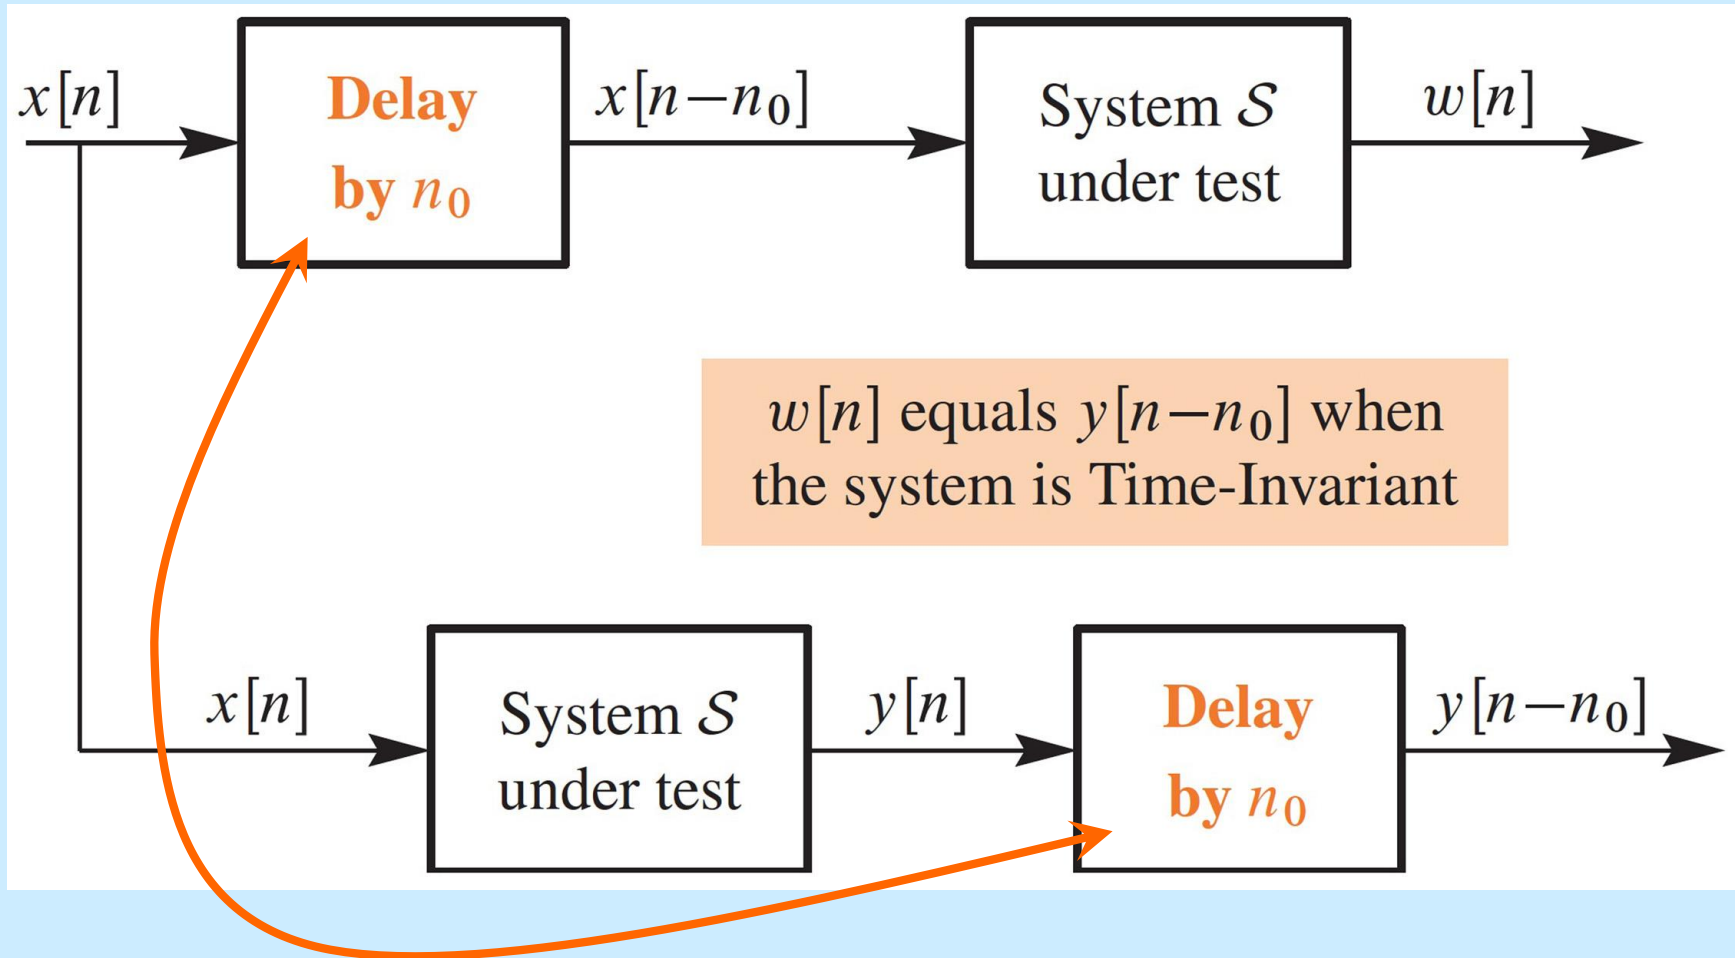 x[n]
Delay
by n₀
x[n−n₀]
System 𝒮
under test
w[n]
w[n] equals y[n−n₀] when
the system is Time-Invariant
x[n]
System 𝒮
under test
y[n]
Delay
by n₀
y[n−n₀]